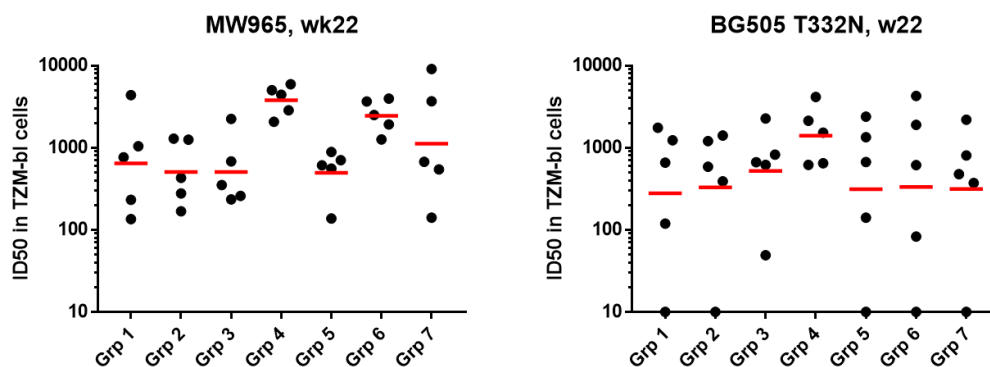 MW965, wk22
ID50 in TZM-bl cells
10000
1000
100
10
Grp 1
Grp 2
Grp 3
Grp 4
Grp 5
Grp 6
Grp 7
BG505 T332N, w22
ID50 in TZM-bl cells
10000
1000
100
10
Grp 1
Grp 2
Grp 3
Grp 4
Grp 5
Grp 6
Grp 7